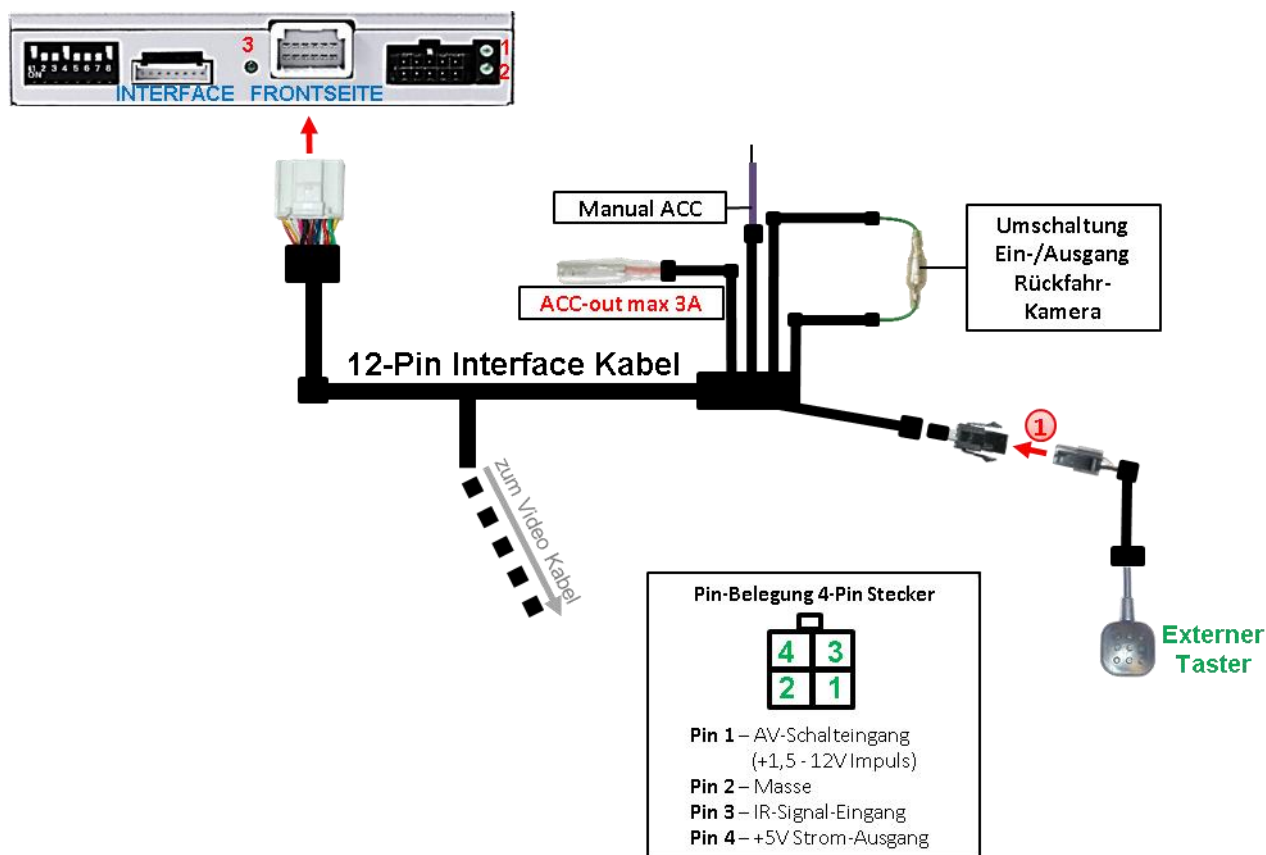 3
1
2
1 2 3 4 5 6 7 8
ON
INTERFACE FRONTSEITE
Manual ACC
ACC-out max 3A
Umschaltung
Ein-/Ausgang
Rückfahr-
Kamera
12-Pin Interface Kabel
1
zum Video Kabel
Externer
Taster
Pin-Belegung 4-Pin Stecker
4 3
2 1
Pin 1 – AV-Schalteingang
(+1,5 - 12V Impuls)
Pin 2 – Masse
Pin 3 – IR-Signal-Eingang
Pin 4 – +5V Strom-Ausgang